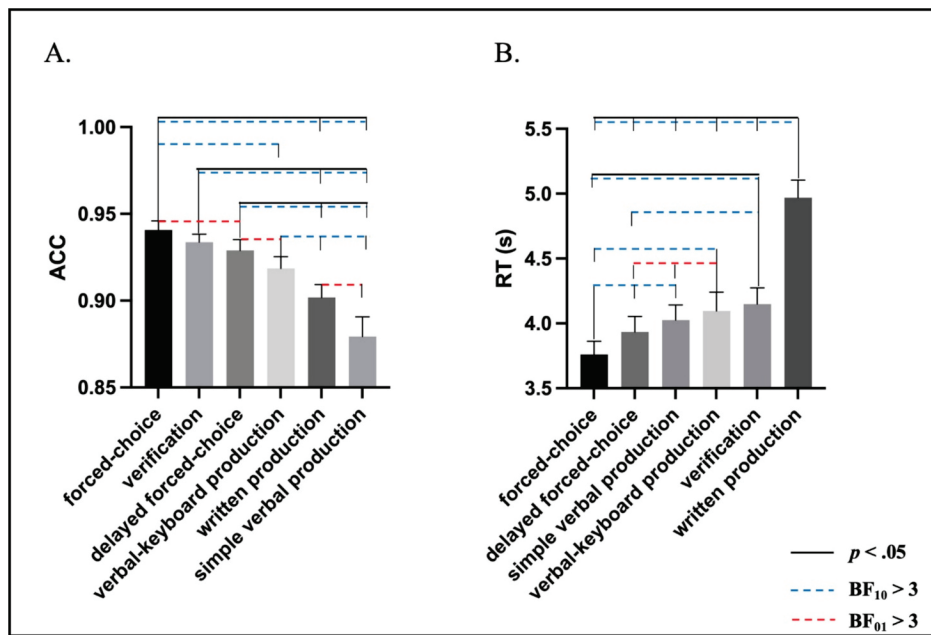 A.
ACC
1.00
0.95
0.90
0.85
forced-choice
verification
delayed forced-choice
verbal-keyboard production
written production
simple verbal production
B.
RT (s)
5.5
5.0
4.5
4.0
3.5
forced-choice
delayed forced-choice
simple verbal production
verbal-keyboard production
verification
written production
p < .05
BF₁₀ > 3
BF₀₁ > 3